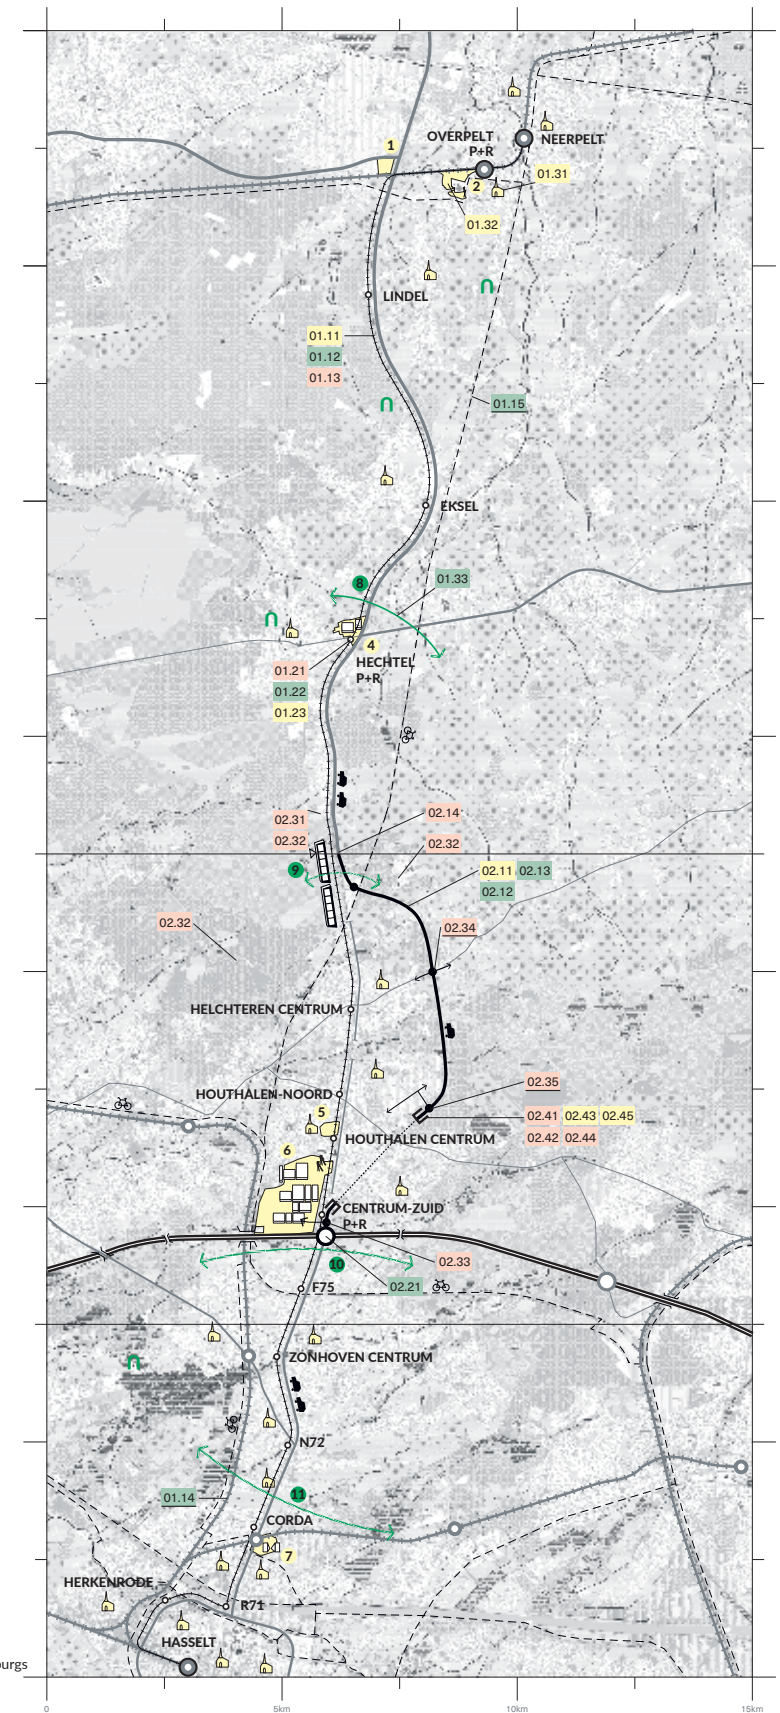 1
OVERPELT
P+R
NEERPELT
2
01.31
01.32
LINDEL
01.11
01.12
01.13
01.15
EKSEL
8
01.33
4
HECHTEL
P+R
01.21
01.22
01.23
02.31
02.32
02.14
02.32
9
02.11 02.13
02.12
02.32
02.34
HELCHTEREN CENTRUM
HOUTHALEN-NOORD
02.35
5
02.41 02.43 02.45
02.42 02.44
HOUTHALEN CENTRUM
6
CENTRUM-ZUID
P+R
02.33
10
02.21
F75
ZONHOVEN CENTRUM
N72
11
01.14
CORDA
7
HERKENRODE
R71
HASSELT
ourgs
0 5km 10km 15km